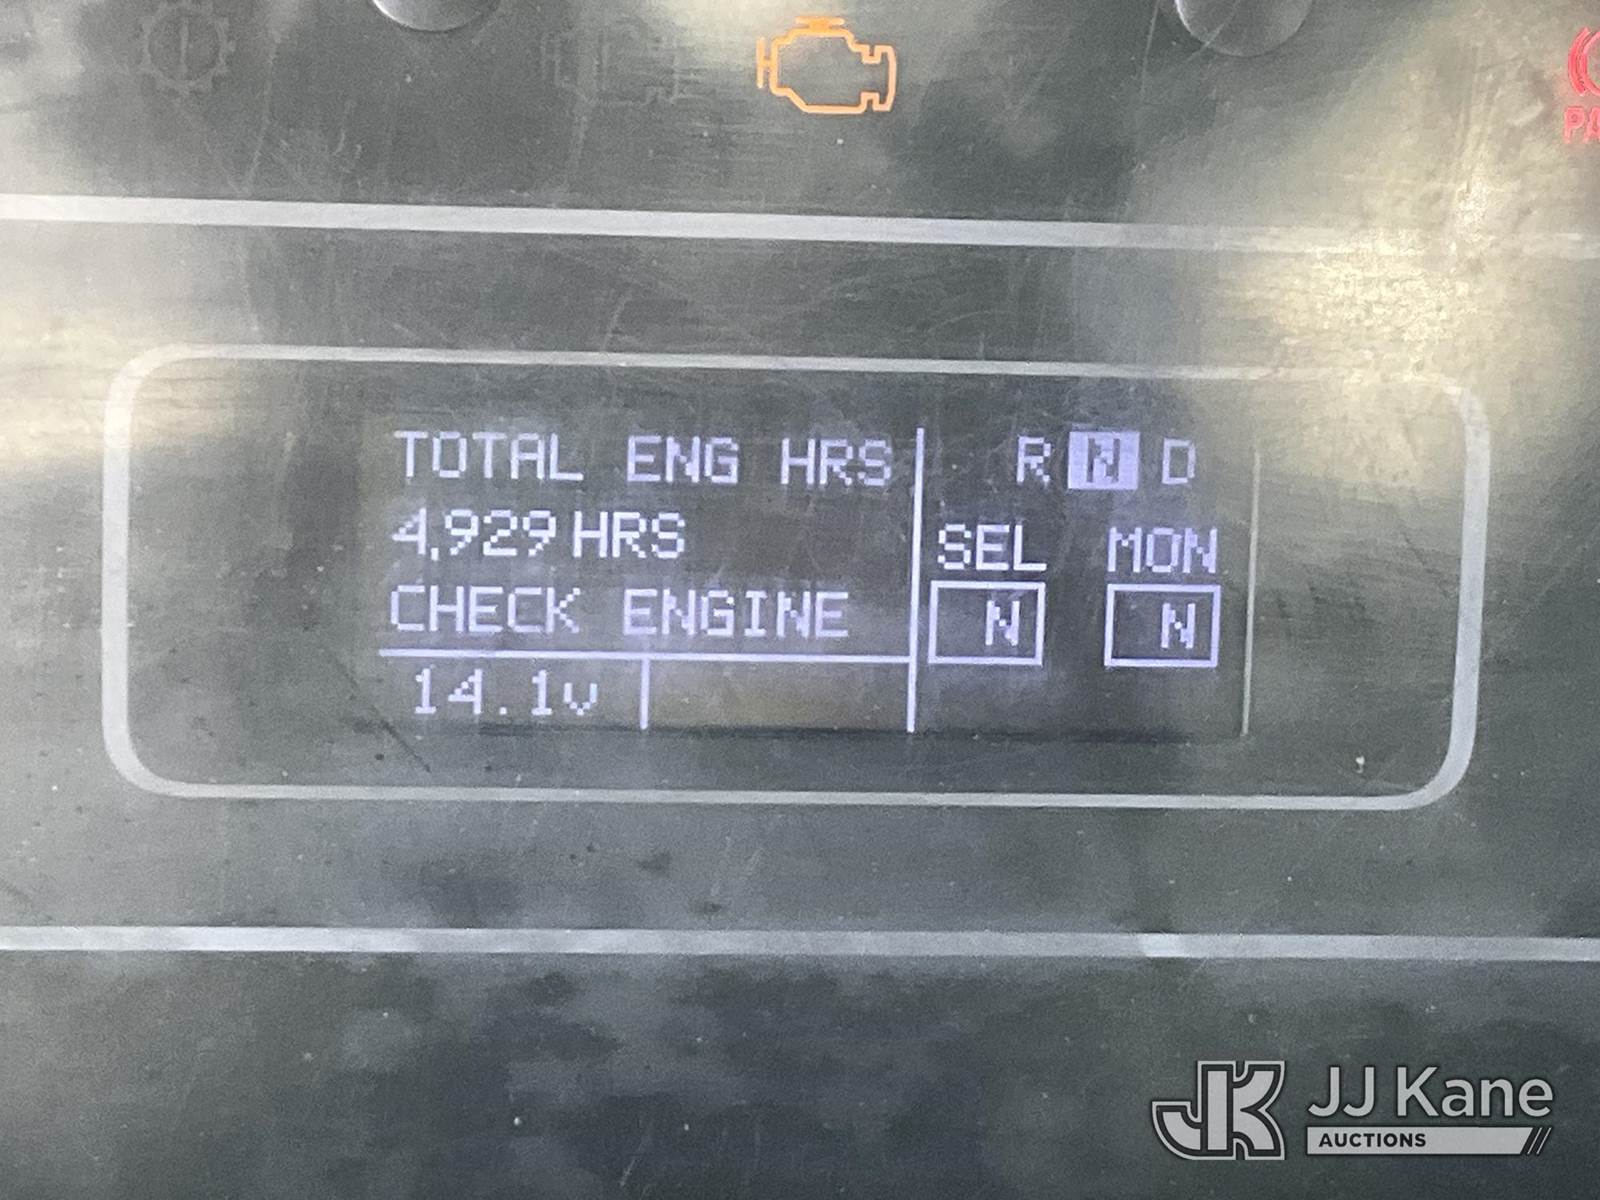 TOTAL ENG HRS
4,929 HRS
CHECK ENGINE
14.1v
R N D
SEL MON
N N
JJ Kane
AUCTIONS